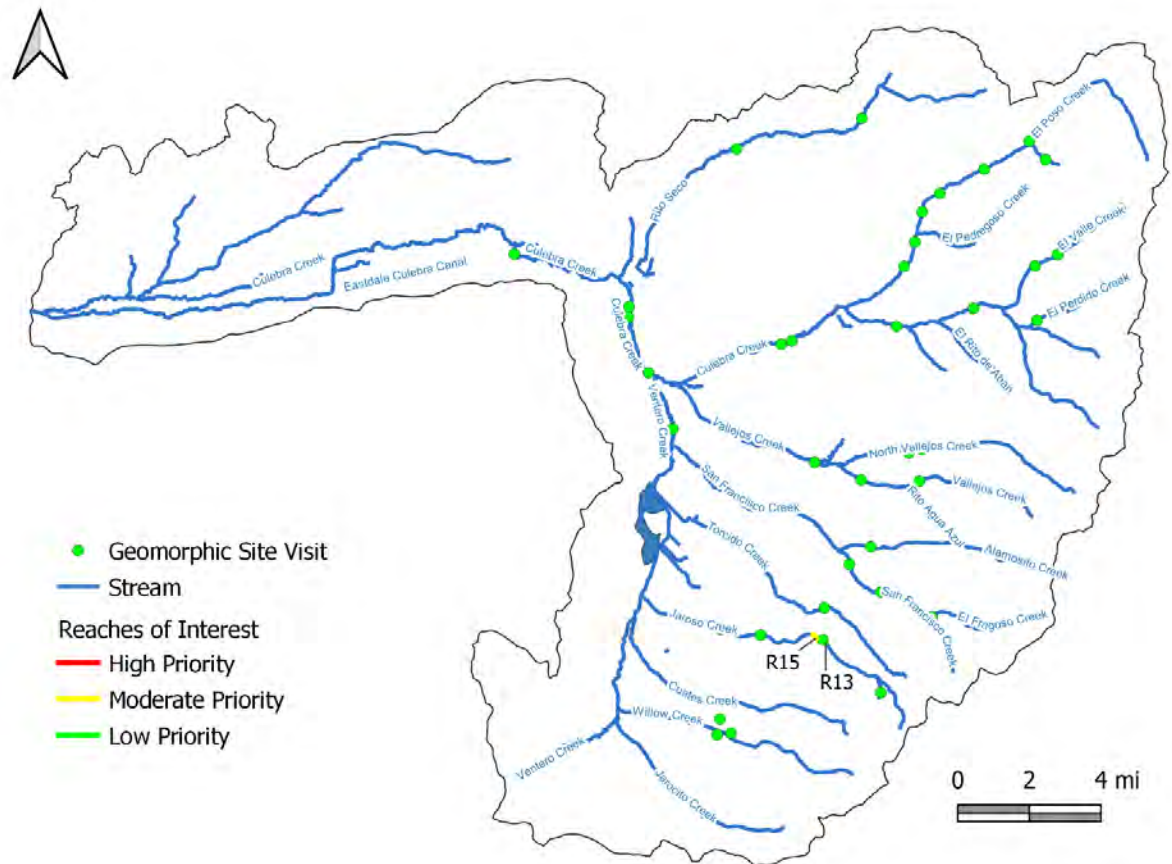 El Poso Creek
Rito Seco
El Pedregoso Creek
El Valle Creek
Culebra Creek
Culebra Creek
Eastdale Culebra Canal
El Perdido Creek
Culebra Creek
Culebra Creek
El Rito de Aban
Ventero Creek
Vallejos Creek
North Vallejos Creek
San Francisco Creek
Vallejos Creek
Rito Agua Azul
Torcido Creek
Alamosito Creek
Geomorphic Site Visit
Stream
Reaches of Interest
High Priority
Moderate Priority
Low Priority
San Francisco Creek
El Fragoso Creek
Jaroso Creek
R15
R13
Cuates Creek
Willow Creek
Ventero Creek
Jarocito Creek
0 2 4 mi